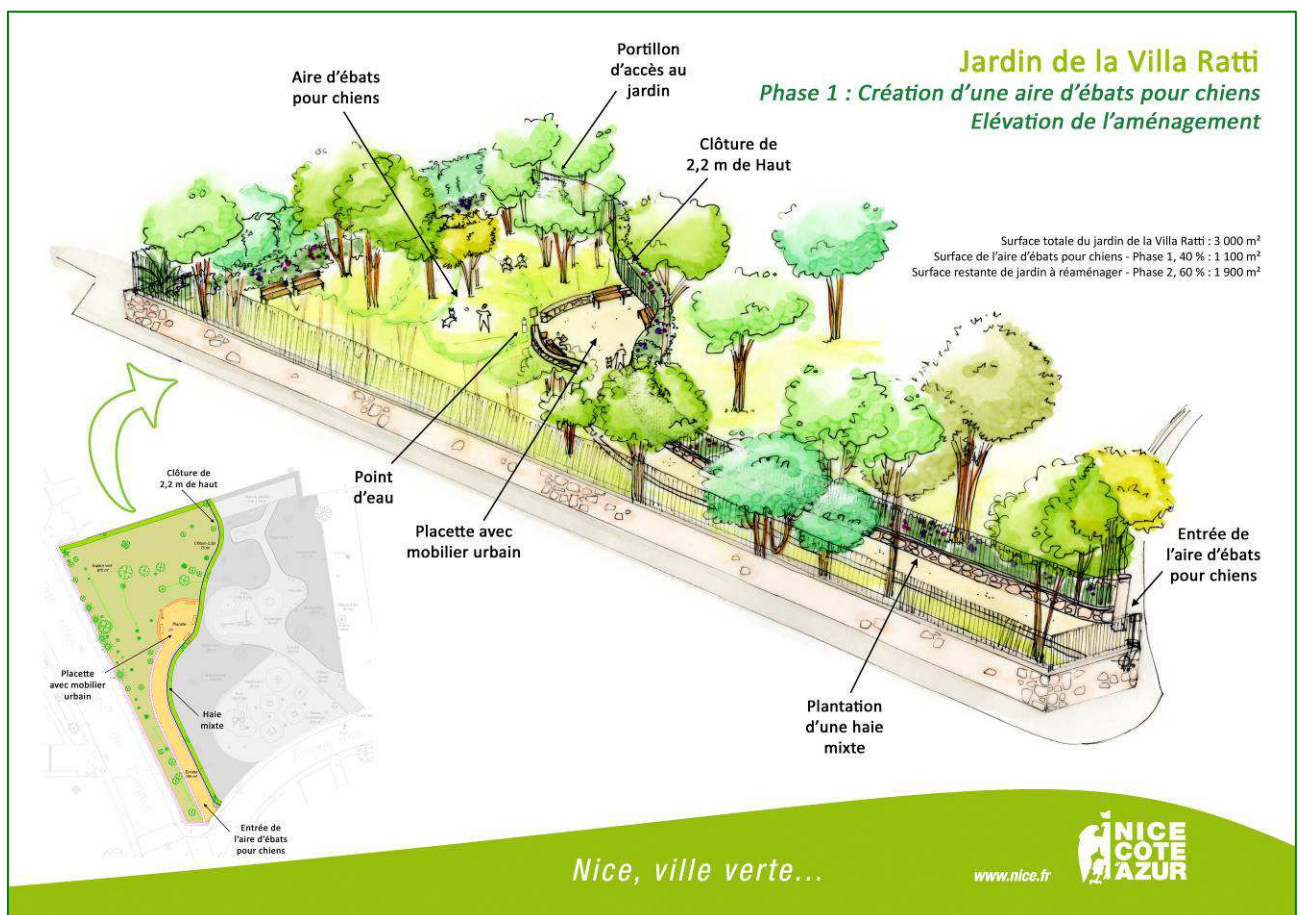 Jardin de la Villa Ratti
Phase 1 : Création d'une aire d'ébats pour chiens
Elévation de l'aménagement
Surface totale du jardin de la Villa Ratti : 3 000 m²
Surface de l'aire d'ébats pour chiens - Phase 1, 40 % : 1 100 m²
Surface restante de jardin à réaménager - Phase 2, 60 % : 1 900 m²
Aire d'ébats
pour chiens
Portillon
d'accès au
jardin
Clôture de
2,2 m de Haut
Point
d'eau
Placette avec
mobilier urbain
Plantation
d'une haie
mixte
Entrée de
l'aire d'ébats
pour chiens
Clôture de
2,2 m de haut
Placette
avec mobilier
urbain
Haie
mixte
Entrée de
l'aire d'ébats
pour chiens
Espace vert
Placette
Entrée
Nice, ville verte...
www.nice.fr
NICE
COTE
AZUR